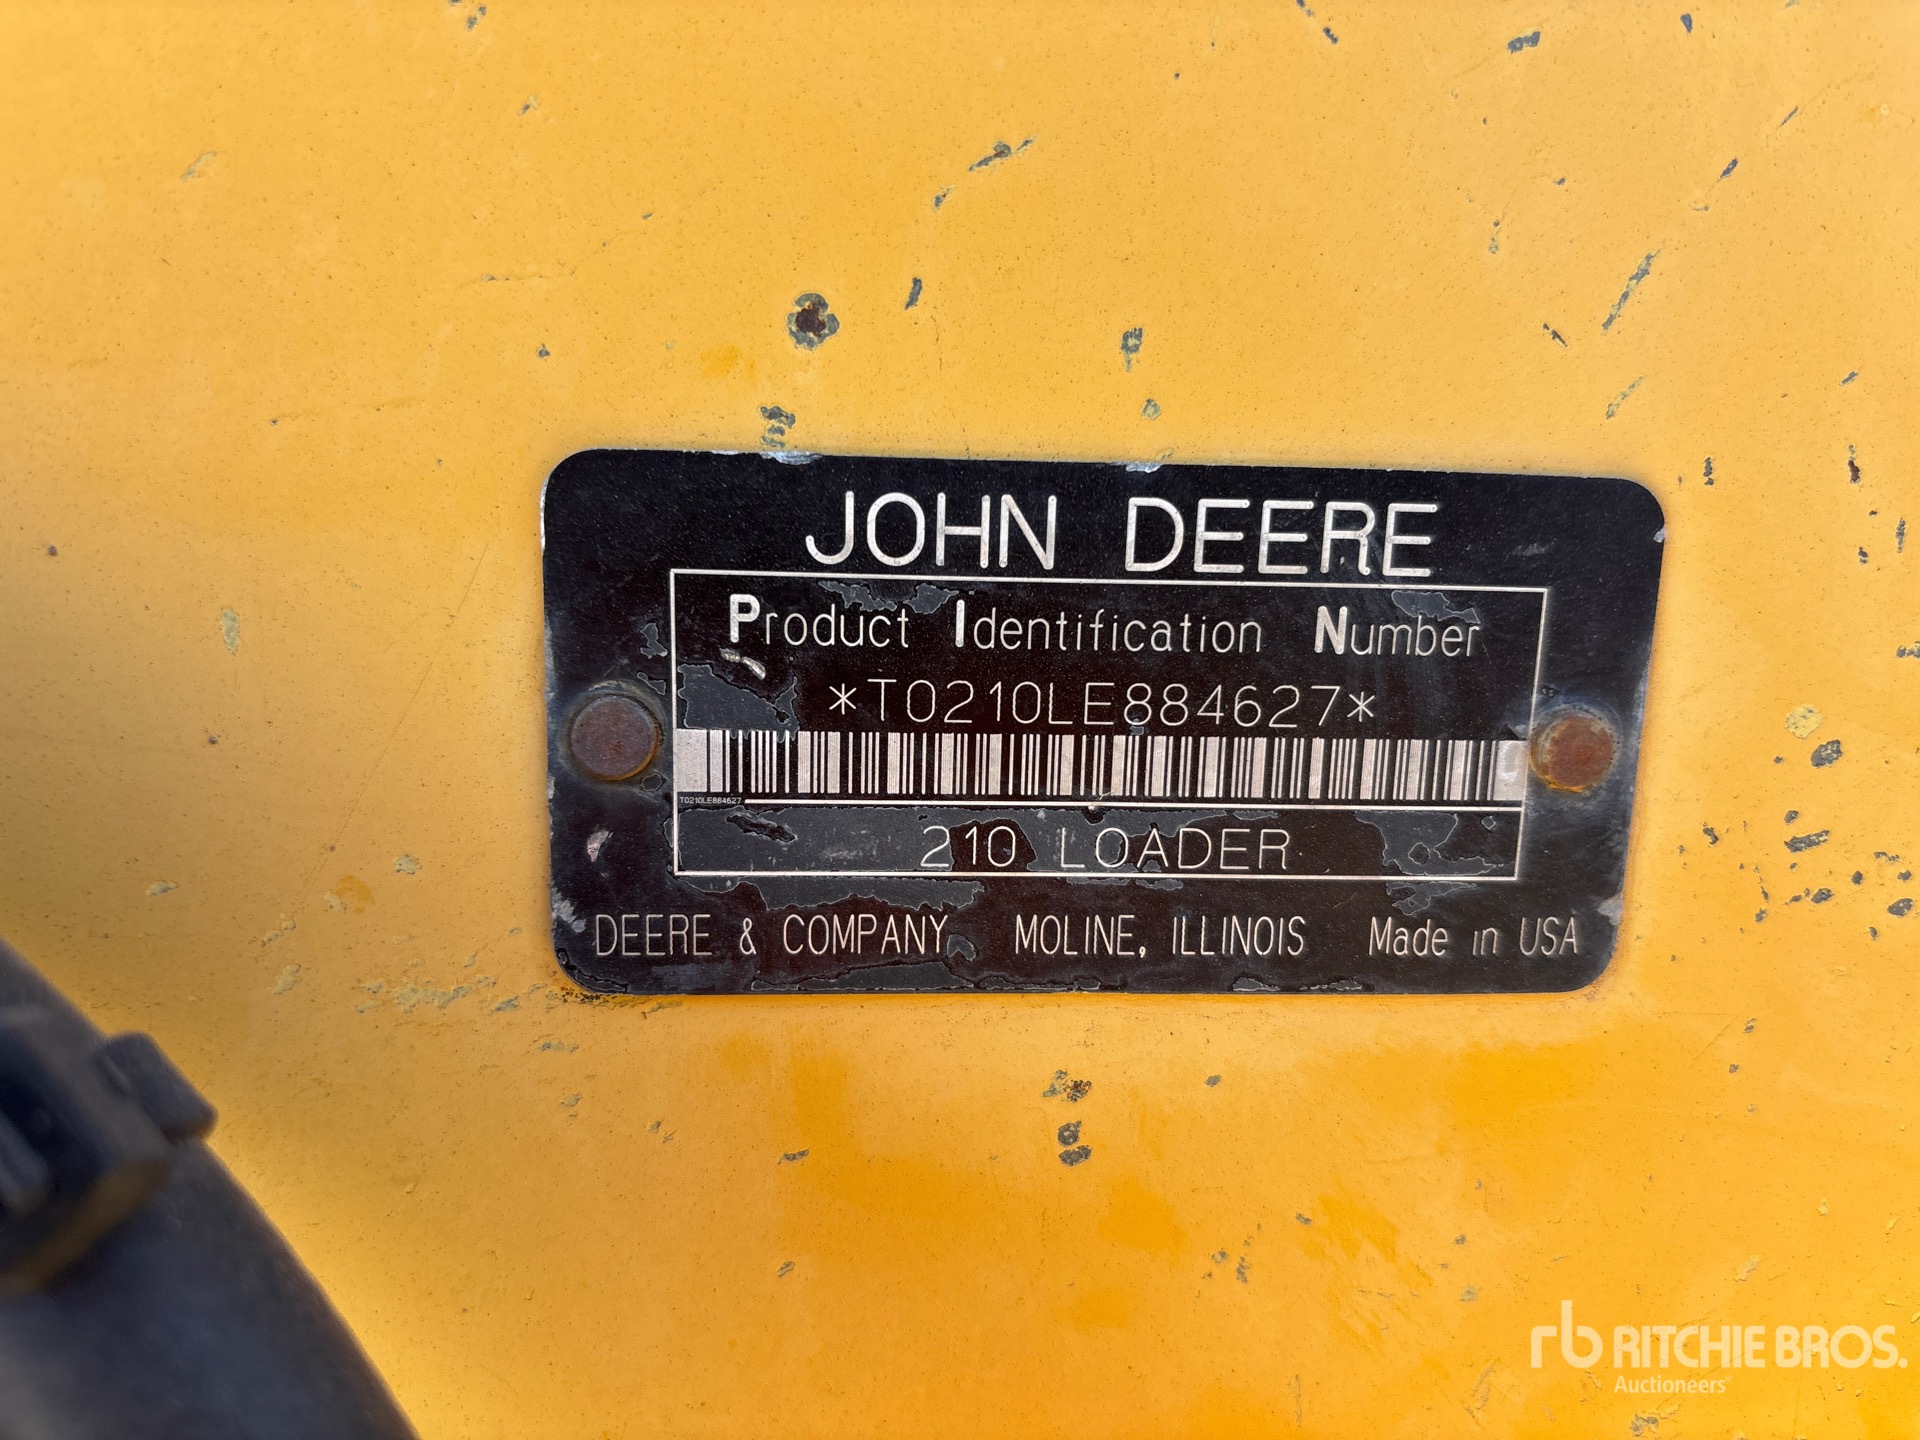 JOHN DEERE
Product Identification Number
*T0210LE884627*
T0210LE884627
210 LOADER
DEERE & COMPANY MOLINE, ILLINOIS Made in USA
rb RITCHIE BROS.
Auctioneers